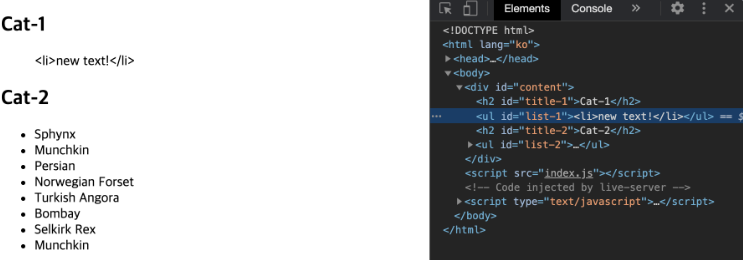 Cat-1
<li>new text!</li>
Cat-2
Sphynx
Munchkin
Persian
Norwegian Forset
Turkish Angora
Bombay
Selkirk Rex
Munchkin
Elements Console »
<!DOCTYPE html>
<html lang="ko">
<head>…</head>
<body>
<div id="content">
<h2 id="title-1">Cat-1</h2>
<ul id="list-1"><li>new text!</li></ul> == $
<h2 id="title-2">Cat-2</h2>
<ul id="list-2">…</ul>
</div>
<script src="index.js"></script>
<!-- Code injected by live-server -->
<script type="text/javascript">…</script>
</body>
</html>